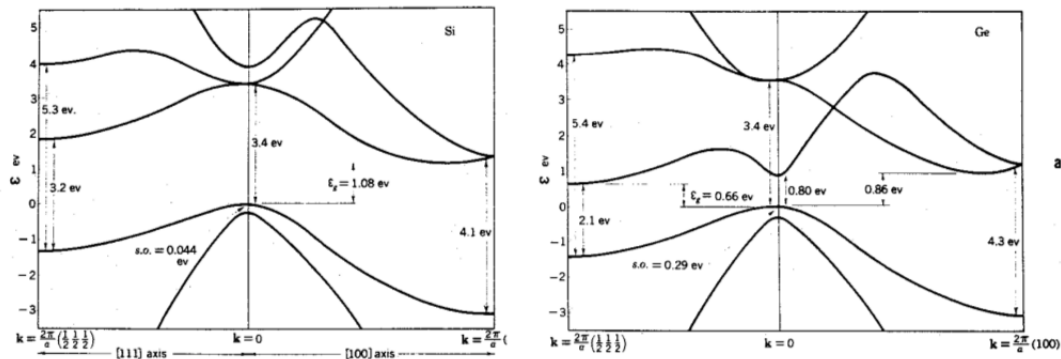 5
4
3
2
1
0
−1
−2
−3
ε ev
Si
5.3 ev.
3.2 ev
3.4 ev
εg = 1.08 ev
4.1 ev
s.o. = 0.044
ev
k = 2π/a (½ ½ ½)
k = 0
k = 2π/a (
[111] axis
[100] axis
5
4
3
2
1
0
−1
−2
−3
ε ev
Ge
5.4 ev
3.4 ev
εg = 0.66 ev
0.80 ev
0.86 ev
2.1 ev
s.o. = 0.29 ev
4.3 ev
k = 2π/a (½ ½ ½)
k = 0
k = 2π/a (100)
a